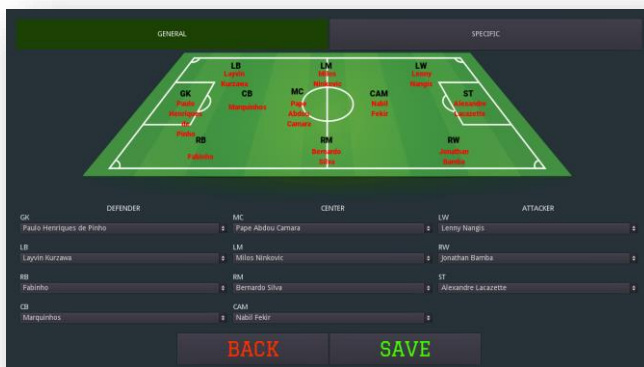 GENERAL SPECIFIC
LB LM LW
Layvin Kurzawa
Milos Ninkovic
Lenny Nangis
GK CB MC CAM ST
Paulo Henriques de Pinho
Marquinhos
Pape Abdou Camara
Nabil Fekir
Alexandre Lacazette
RB RM RW
Fabinho
Bernardo Silva
Jonathan Bamba
DEFENDER CENTER ATTACKER
GK MC LW
Paulo Henriques de Pinho Pape Abdou Camara Lenny Nangis
LB LM RW
Layvin Kurzawa Milos Ninkovic Jonathan Bamba
RB RM ST
Fabinho Bernardo Silva Alexandre Lacazette
CB CAM
Marquinhos Nabil Fekir
BACK SAVE